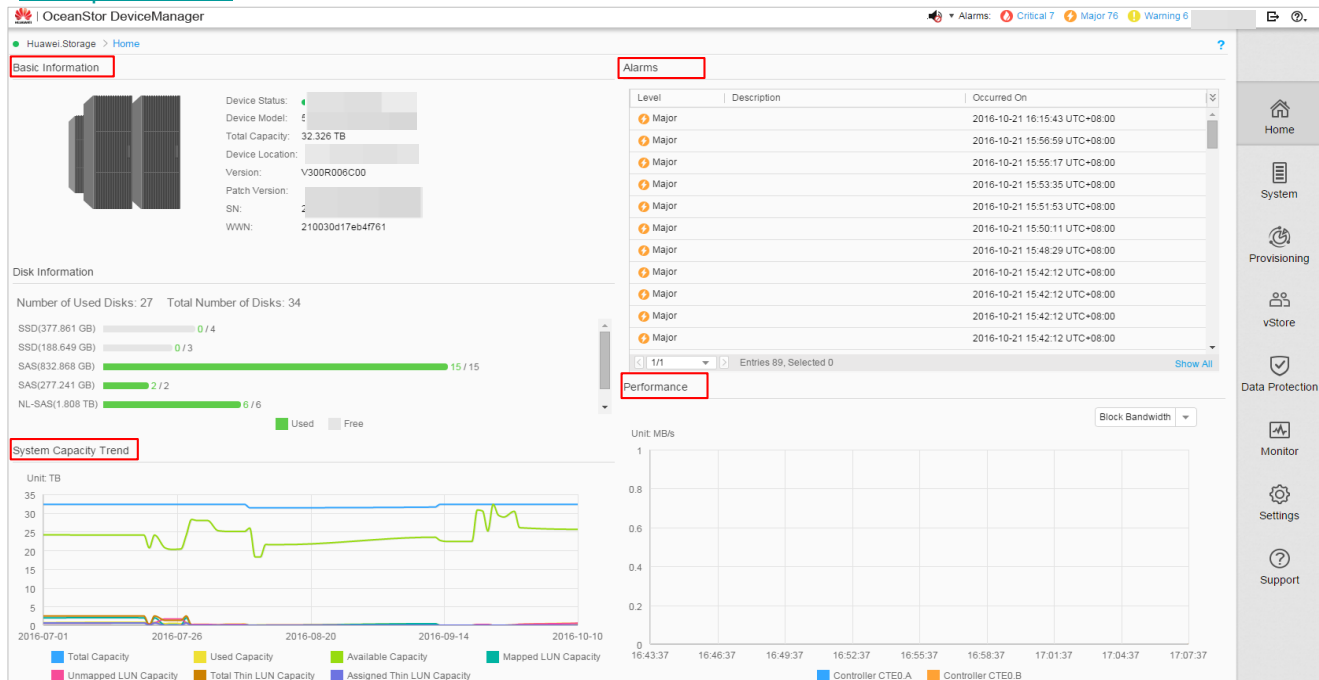 OceanStor DeviceManager
Alarms: Critical 7 Major 76 Warning 6
Huawei.Storage > Home
?
Basic Information
Device Status:
Device Model: 5
Total Capacity: 32.326 TB
Device Location:
Version: V300R006C00
Patch Version:
SN: 2
WWN: 210030d17eb4f761
Disk Information
Number of Used Disks: 27 Total Number of Disks: 34
SSD(377.861 GB) 0 / 4
SSD(188.649 GB) 0 / 3
SAS(832.868 GB) 15 / 15
SAS(277.241 GB) 2 / 2
NL-SAS(1.808 TB) 6 / 6
Used Free
System Capacity Trend
Unit: TB
35
30
25
20
15
10
5
0
2016-07-01 2016-07-26 2016-08-20 2016-09-14 2016-10-10
Total Capacity Used Capacity Available Capacity Mapped LUN Capacity
Unmapped LUN Capacity Total Thin LUN Capacity Assigned Thin LUN Capacity
Alarms
Level Description Occurred On
Major 2016-10-21 16:15:43 UTC+08:00
Major 2016-10-21 15:56:59 UTC+08:00
Major 2016-10-21 15:55:17 UTC+08:00
Major 2016-10-21 15:53:35 UTC+08:00
Major 2016-10-21 15:51:53 UTC+08:00
Major 2016-10-21 15:50:11 UTC+08:00
Major 2016-10-21 15:48:29 UTC+08:00
Major 2016-10-21 15:42:12 UTC+08:00
Major 2016-10-21 15:42:12 UTC+08:00
Major 2016-10-21 15:42:12 UTC+08:00
Major 2016-10-21 15:42:12 UTC+08:00
1/1 Entries 89, Selected 0 Show All
Performance
Block Bandwidth
Unit: MB/s
1
0.8
0.6
0.4
0.2
0
16:43:37 16:46:37 16:49:37 16:52:37 16:55:37 16:58:37 17:01:37 17:04:37 17:07:37
Controller CTE0.A Controller CTE0.B
Home
System
Provisioning
vStore
Data Protection
Monitor
Settings
Support